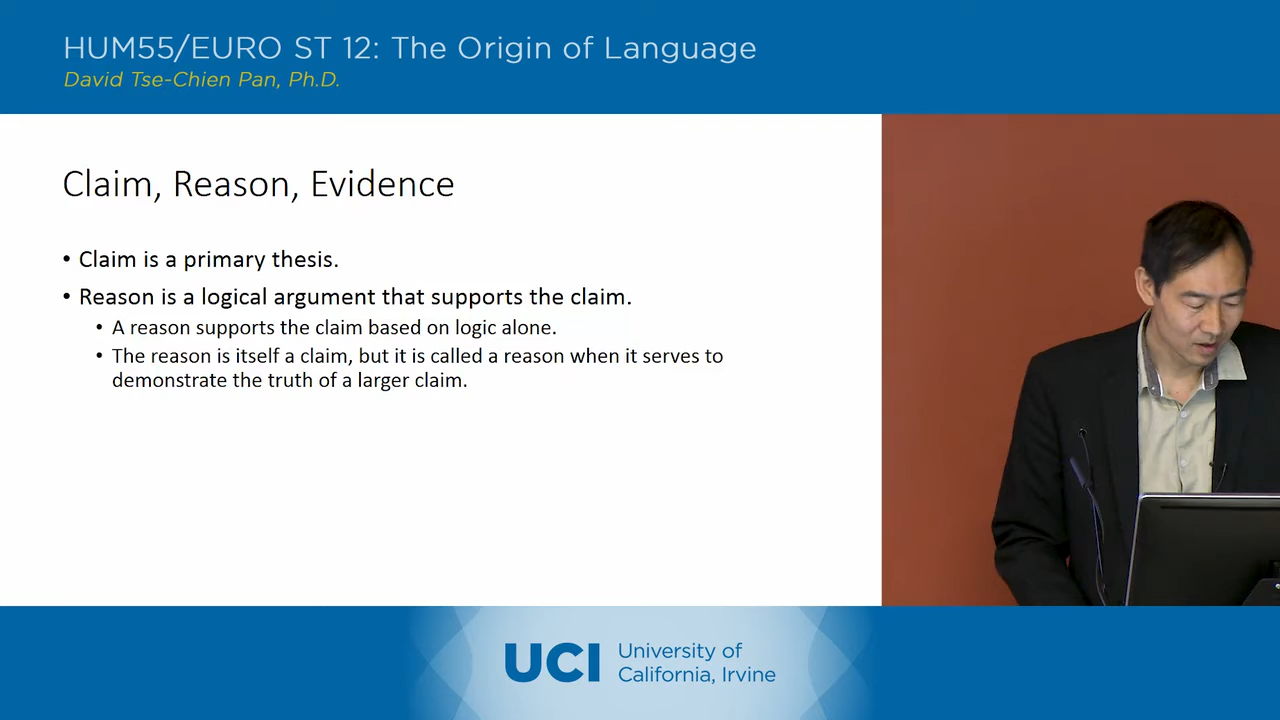 HUM55/EURO ST 12: The Origin of Language
David Tse-Chien Pan, Ph.D.
Claim, Reason, Evidence
• Claim is a primary thesis.
• Reason is a logical argument that supports the claim.
• A reason supports the claim based on logic alone.
• The reason is itself a claim, but it is called a reason when it serves to
demonstrate the truth of a larger claim.
UCI
University of
California, Irvine